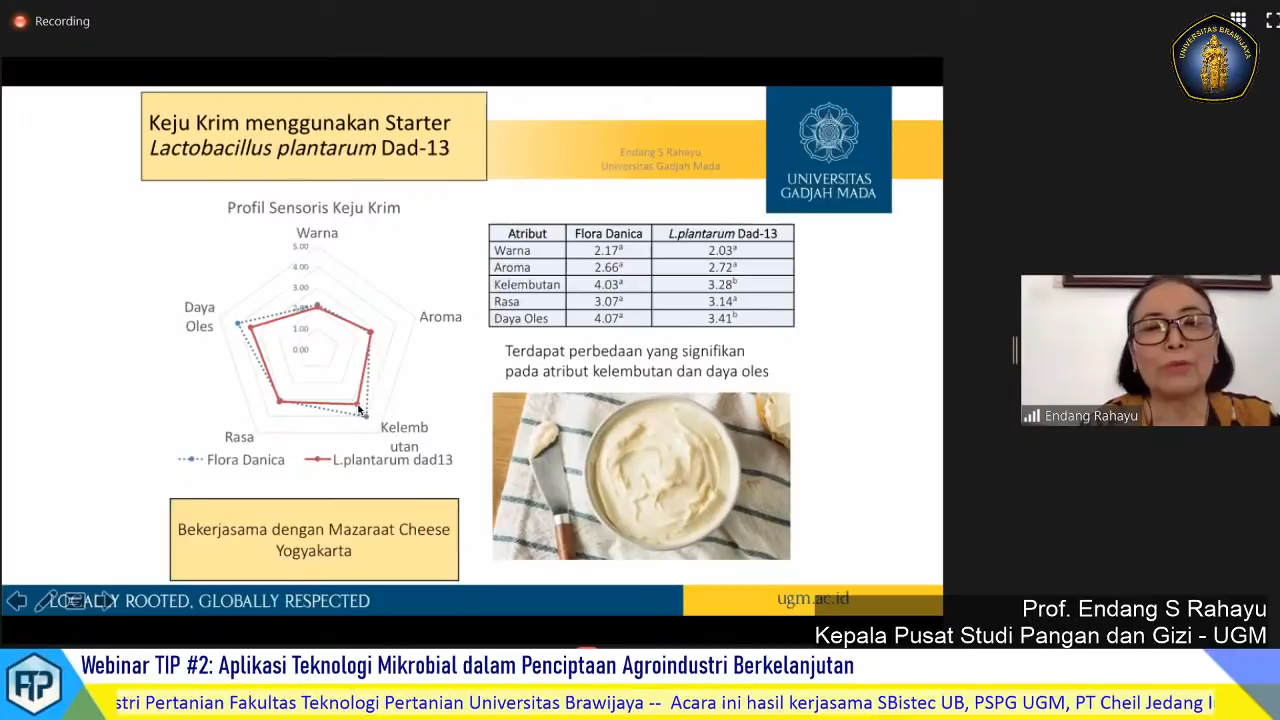 Recording
UNIVERSITAS BRAWIJAYA
Keju Krim menggunakan Starter
Lactobacillus plantarum Dad-13
Endang S Rahayu
Universitas Gadjah Mada
UNIVERSITAS
GADJAH MADA
Profil Sensoris Keju Krim
Warna
5.00
4.00
3.00
2.00
1.00
0.00
Daya
Oles
Aroma
Rasa
Kelemb
utan
Flora Danica
L.plantarum dad13
Atribut Flora Danica L.plantarum Dad-13
Warna 2.17ᵃ 2.03ᵃ
Aroma 2.66ᵃ 2.72ᵃ
Kelembutan 4.03ᵃ 3.28ᵇ
Rasa 3.07ᵃ 3.14ᵃ
Daya Oles 4.07ᵃ 3.41ᵇ
Terdapat perbedaan yang signifikan
pada atribut kelembutan dan daya oles
Bekerjasama dengan Mazaraat Cheese
Yogyakarta
Endang Rahayu
LOCALLY ROOTED, GLOBALLY RESPECTED
ugm.ac.id
Prof. Endang S Rahayu
Kepala Pusat Studi Pangan dan Gizi - UGM
Webinar TIP #2: Aplikasi Teknologi Mikrobial dalam Penciptaan Agroindustri Berkelanjutan
stri Pertanian Fakultas Teknologi Pertanian Universitas Brawijaya -- Acara ini hasil kerjasama SBistec UB, PSPG UGM, PT Cheil Jedang I